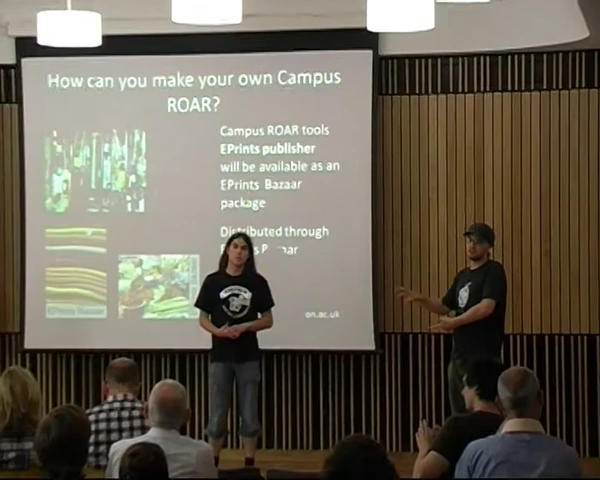 How can you make your own Campus
ROAR?
Campus ROAR tools
EPrints publisher
will be available as an
EPrints Bazaar
package
Distributed through
on.ac.uk